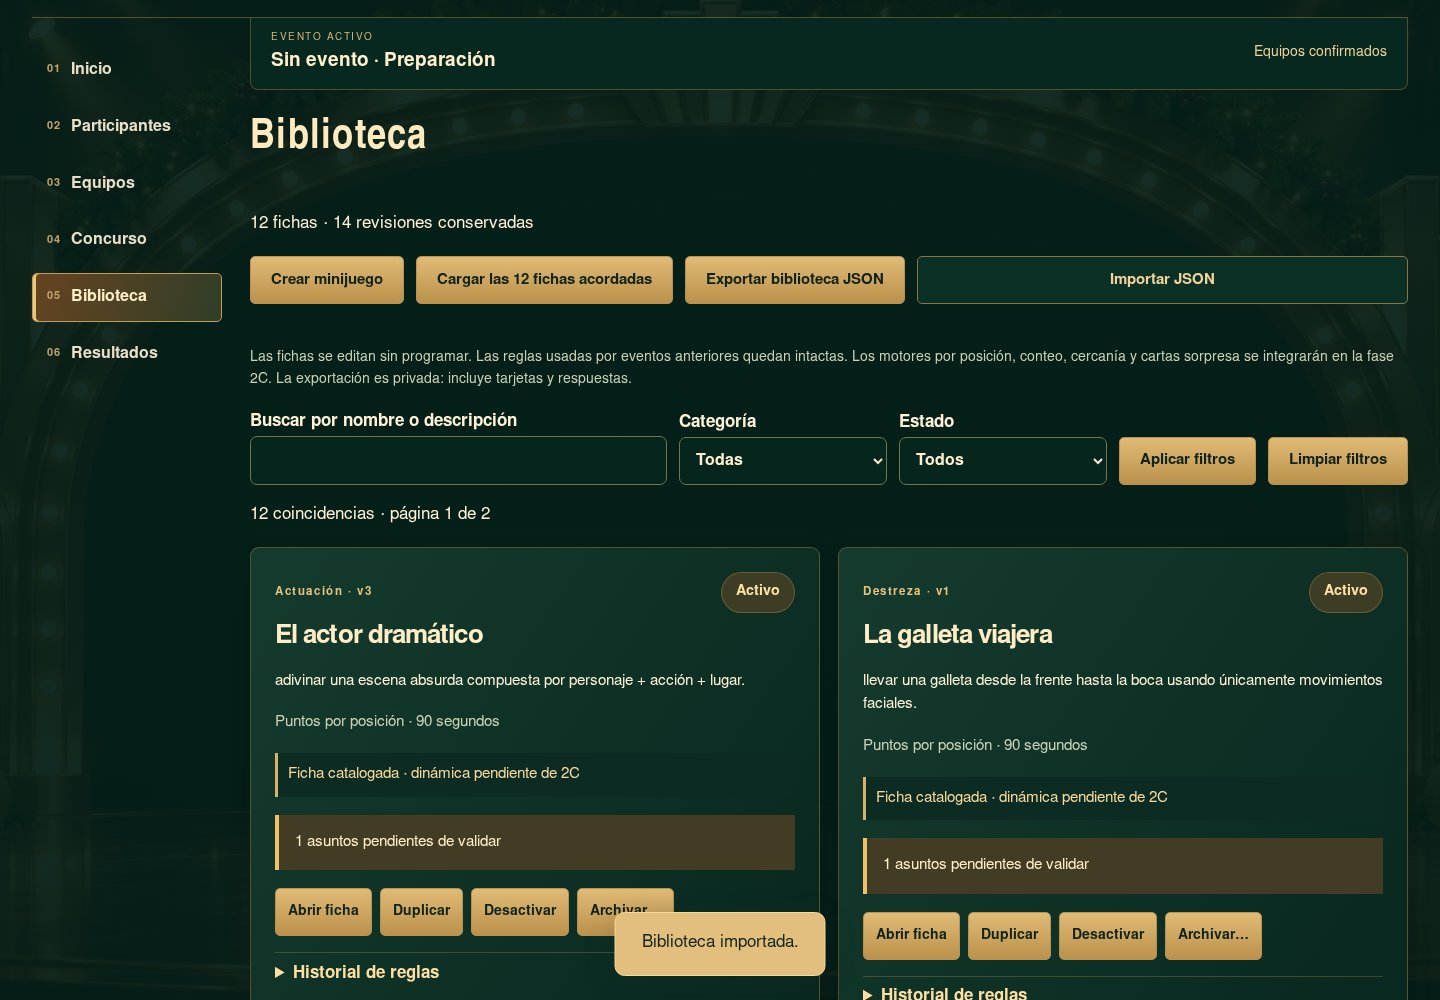 EVENTO ACTIVO
Sin evento · Preparación
Equipos confirmados
01 Inicio
02 Participantes
03 Equipos
04 Concurso
05 Biblioteca
06 Resultados
Biblioteca
12 fichas · 14 revisiones conservadas
Crear minijuego
Cargar las 12 fichas acordadas
Exportar biblioteca JSON
Importar JSON
Las fichas se editan sin programar. Las reglas usadas por eventos anteriores quedan intactas. Los motores por posición, conteo, cercanía y cartas sorpresa se integrarán en la fase
2C. La exportación es privada: incluye tarjetas y respuestas.
Buscar por nombre o descripción
Categoría
Todas
Estado
Todos
Aplicar filtros
Limpiar filtros
12 coincidencias · página 1 de 2
Actuación · v3
Activo
El actor dramático
adivinar una escena absurda compuesta por personaje + acción + lugar.
Puntos por posición · 90 segundos
Ficha catalogada · dinámica pendiente de 2C
1 asuntos pendientes de validar
Abrir ficha
Duplicar
Desactivar
Archivar…
Historial de reglas
Destreza · v1
Activo
La galleta viajera
llevar una galleta desde la frente hasta la boca usando únicamente movimientos
faciales.
Puntos por posición · 90 segundos
Ficha catalogada · dinámica pendiente de 2C
1 asuntos pendientes de validar
Abrir ficha
Duplicar
Desactivar
Archivar…
Historial de reglas
Biblioteca importada.